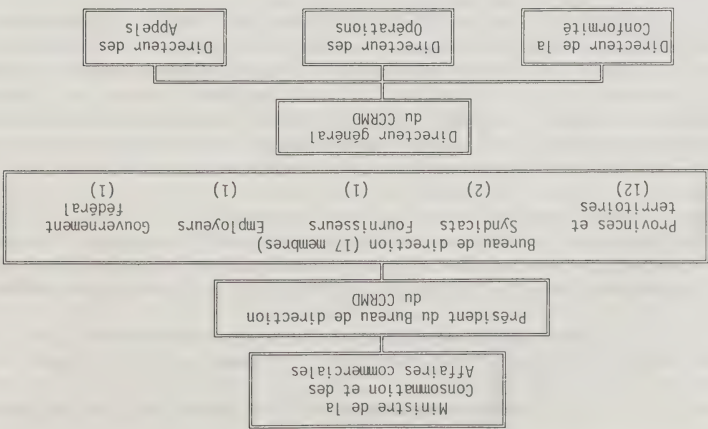 Ministre de la
Consommation et des
Affaires commerciales
Président du Bureau de direction
du CCRMD
Bureau de direction (17 membres)
Provinces et
territoires
(12)
Syndicats
(2)
Fournisseurs
(1)
Employeurs
(1)
Gouvernement
fédéral
(1)
Directeur général
du CCRMD
Directeur de la
Conformité
Directeur des
Opérations
Directeur des
Appels